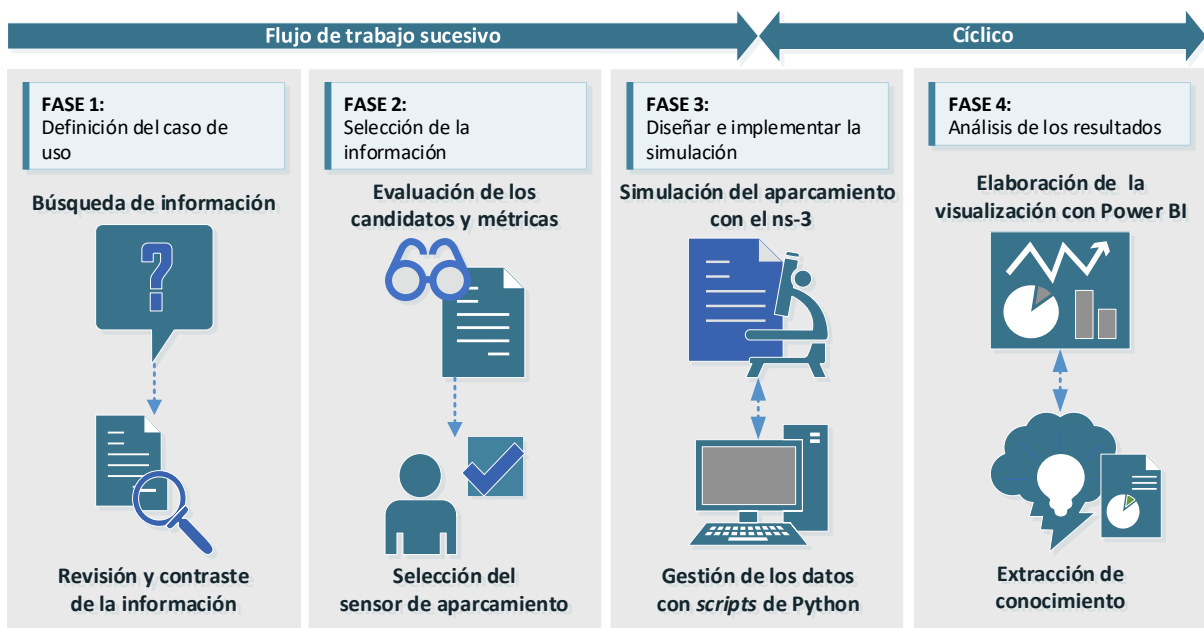 Flujo de trabajo sucesivo
Cíclico
FASE 1:
Definición del caso de
uso
Búsqueda de información
Revisión y contraste
de la información
FASE 2:
Selección de la
información
Evaluación de los
candidatos y métricas
Selección del
sensor de aparcamiento
FASE 3:
Diseñar e implementar la
simulación
Simulación del aparcamiento
con el ns-3
Gestión de los datos
con scripts de Python
FASE 4:
Análisis de los resultados
Elaboración de la
visualización con Power BI
Extracción de
conocimiento